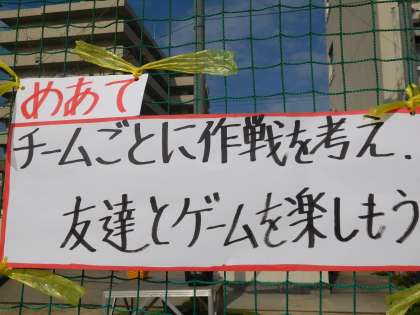 めあて
チームごとに作戦を考え.
友達とゲームを楽しもう